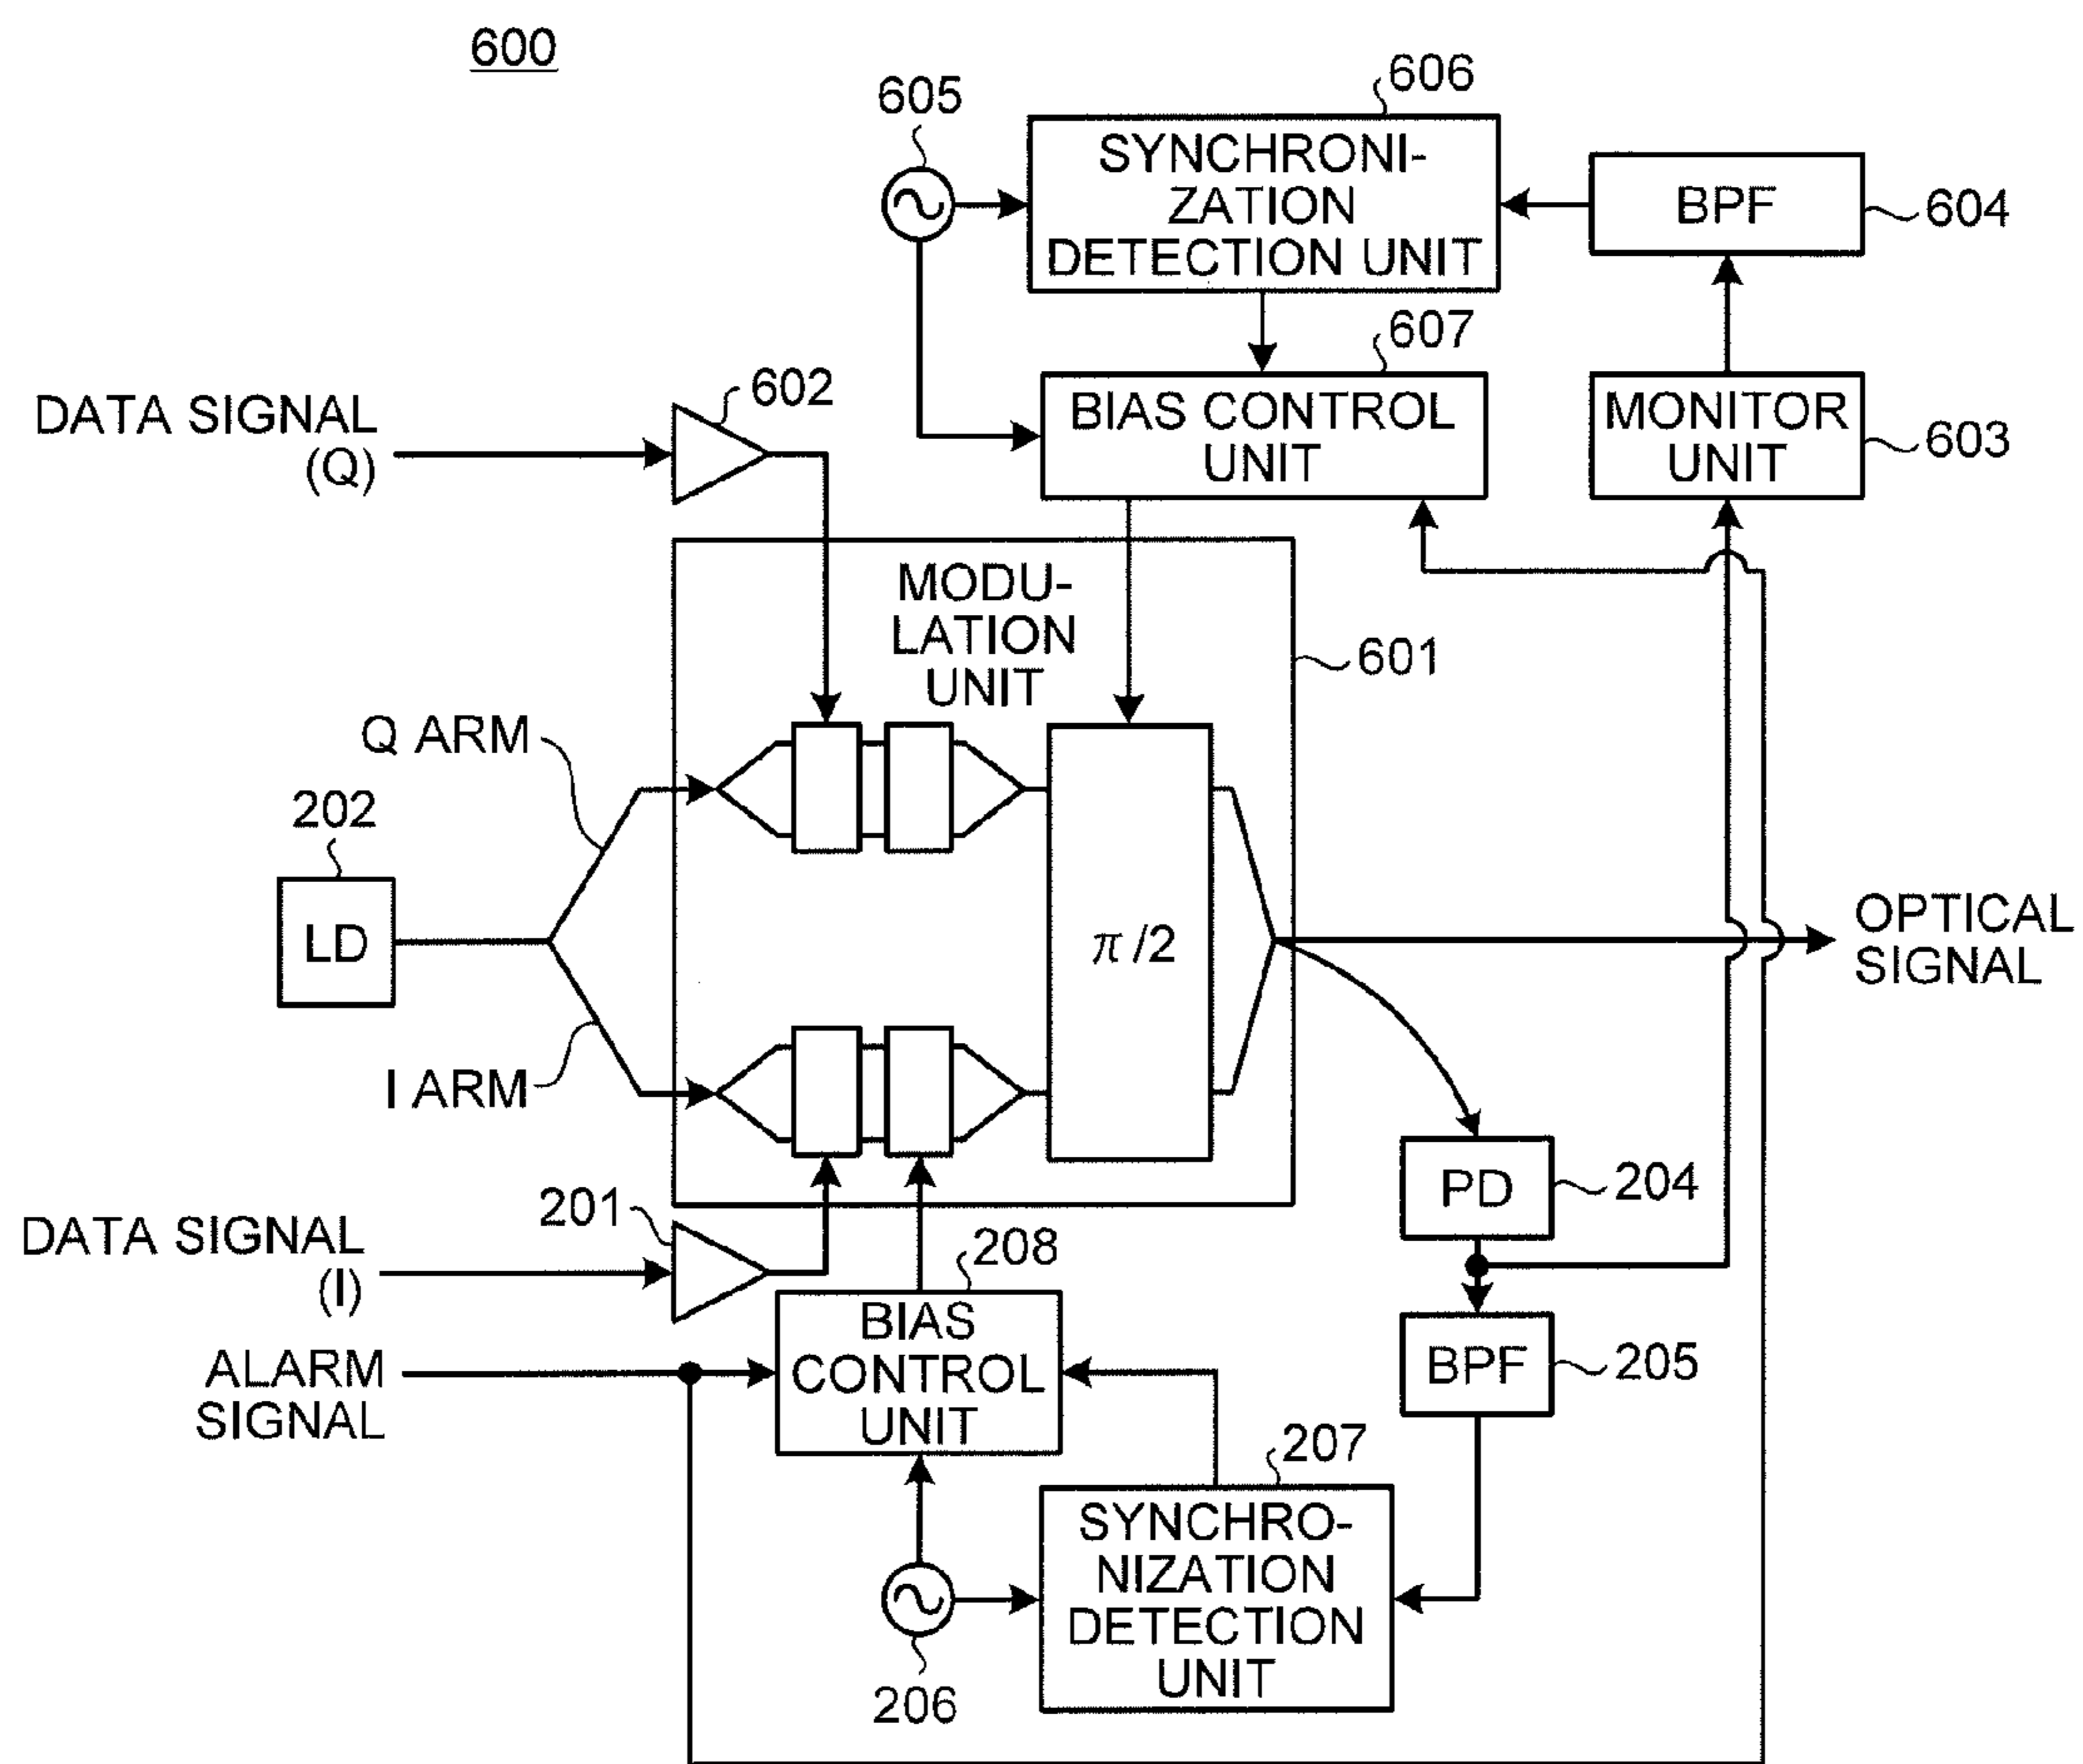 600
605
606
SYNCHRONI-
ZATION
DETECTION UNIT
BPF
604
607
BIAS CONTROL
UNIT
MONITOR
UNIT
603
DATA SIGNAL
(Q)
602
MODU-
LATION
UNIT
601
Q ARM
202
LD
π/2
OPTICAL
SIGNAL
I ARM
PD
204
201
DATA SIGNAL
(I)
208
BIAS
CONTROL
UNIT
ALARM
SIGNAL
BPF
205
207
SYNCHRO-
NIZATION
DETECTION
UNIT
206